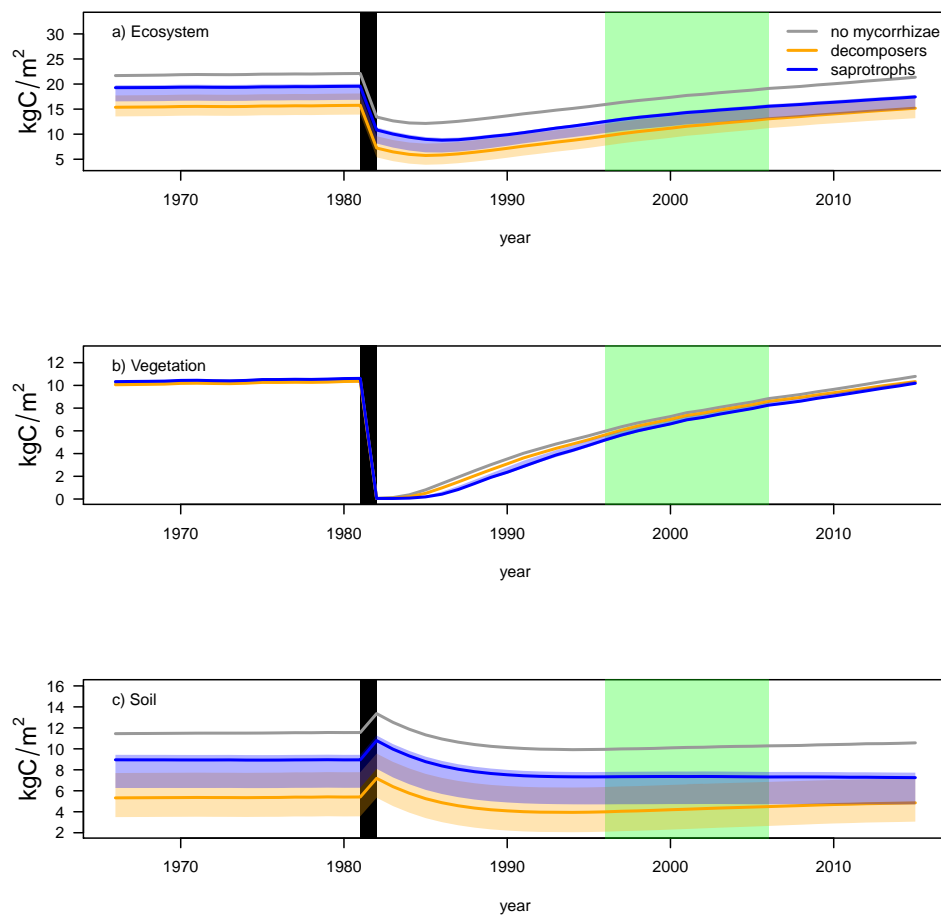 a) Ecosystem
no mycorrhizae
decomposers
saprotrophs
kgC/m²
30
25
20
15
10
5
1970 1980 1990 2000 2010
year
b) Vegetation
kgC/m²
12
10
8
6
4
2
0
1970 1980 1990 2000 2010
year
c) Soil
kgC/m²
16
14
12
10
8
6
4
2
1970 1980 1990 2000 2010
year